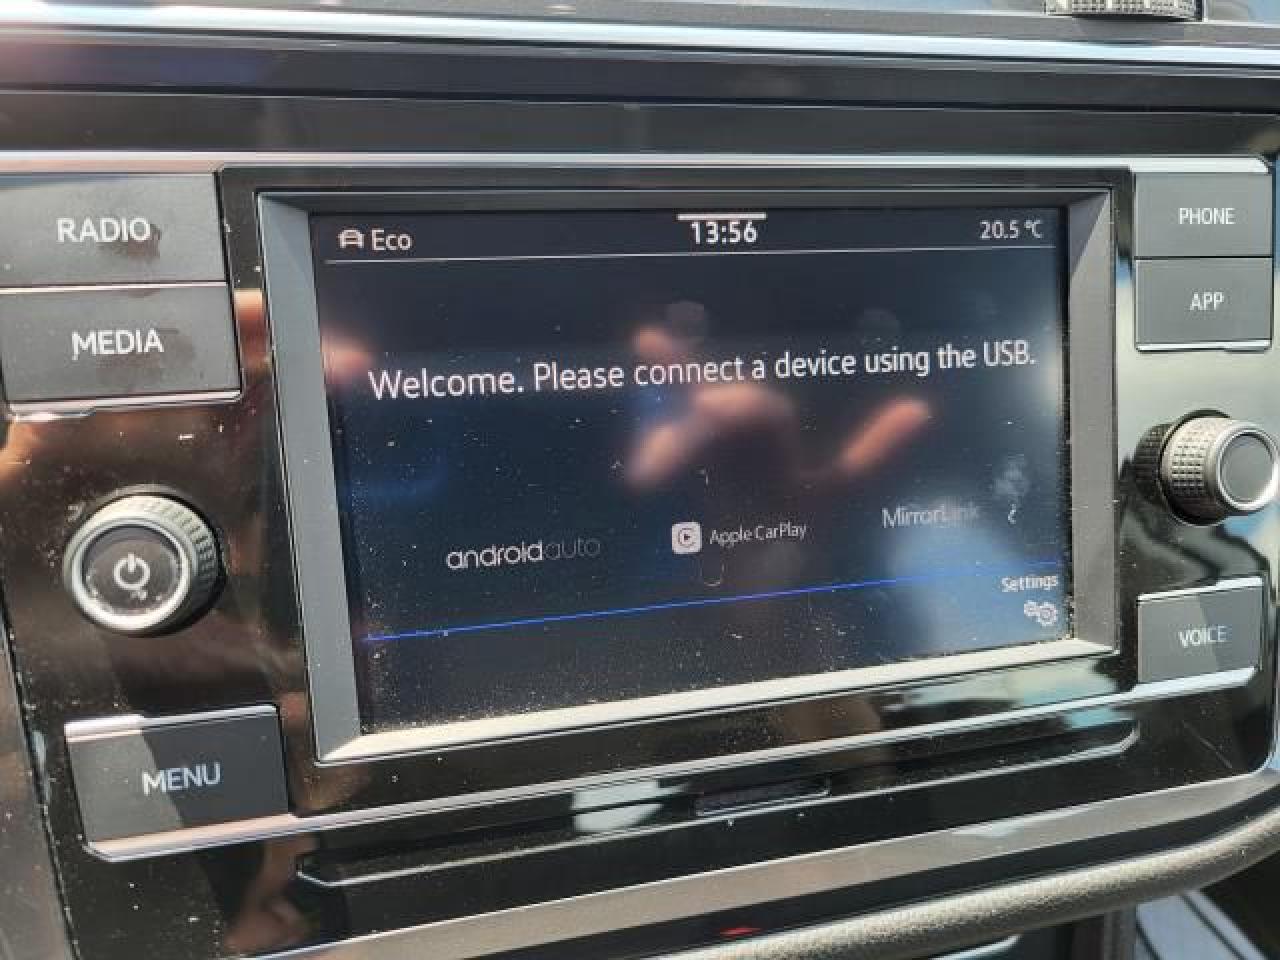 RADIO
MEDIA
MENU
Eco
13:56
20.5 °C
Welcome. Please connect a device using the USB.
androidauto
Apple CarPlay
MirrorLink
Settings
PHONE
APP
VOICE